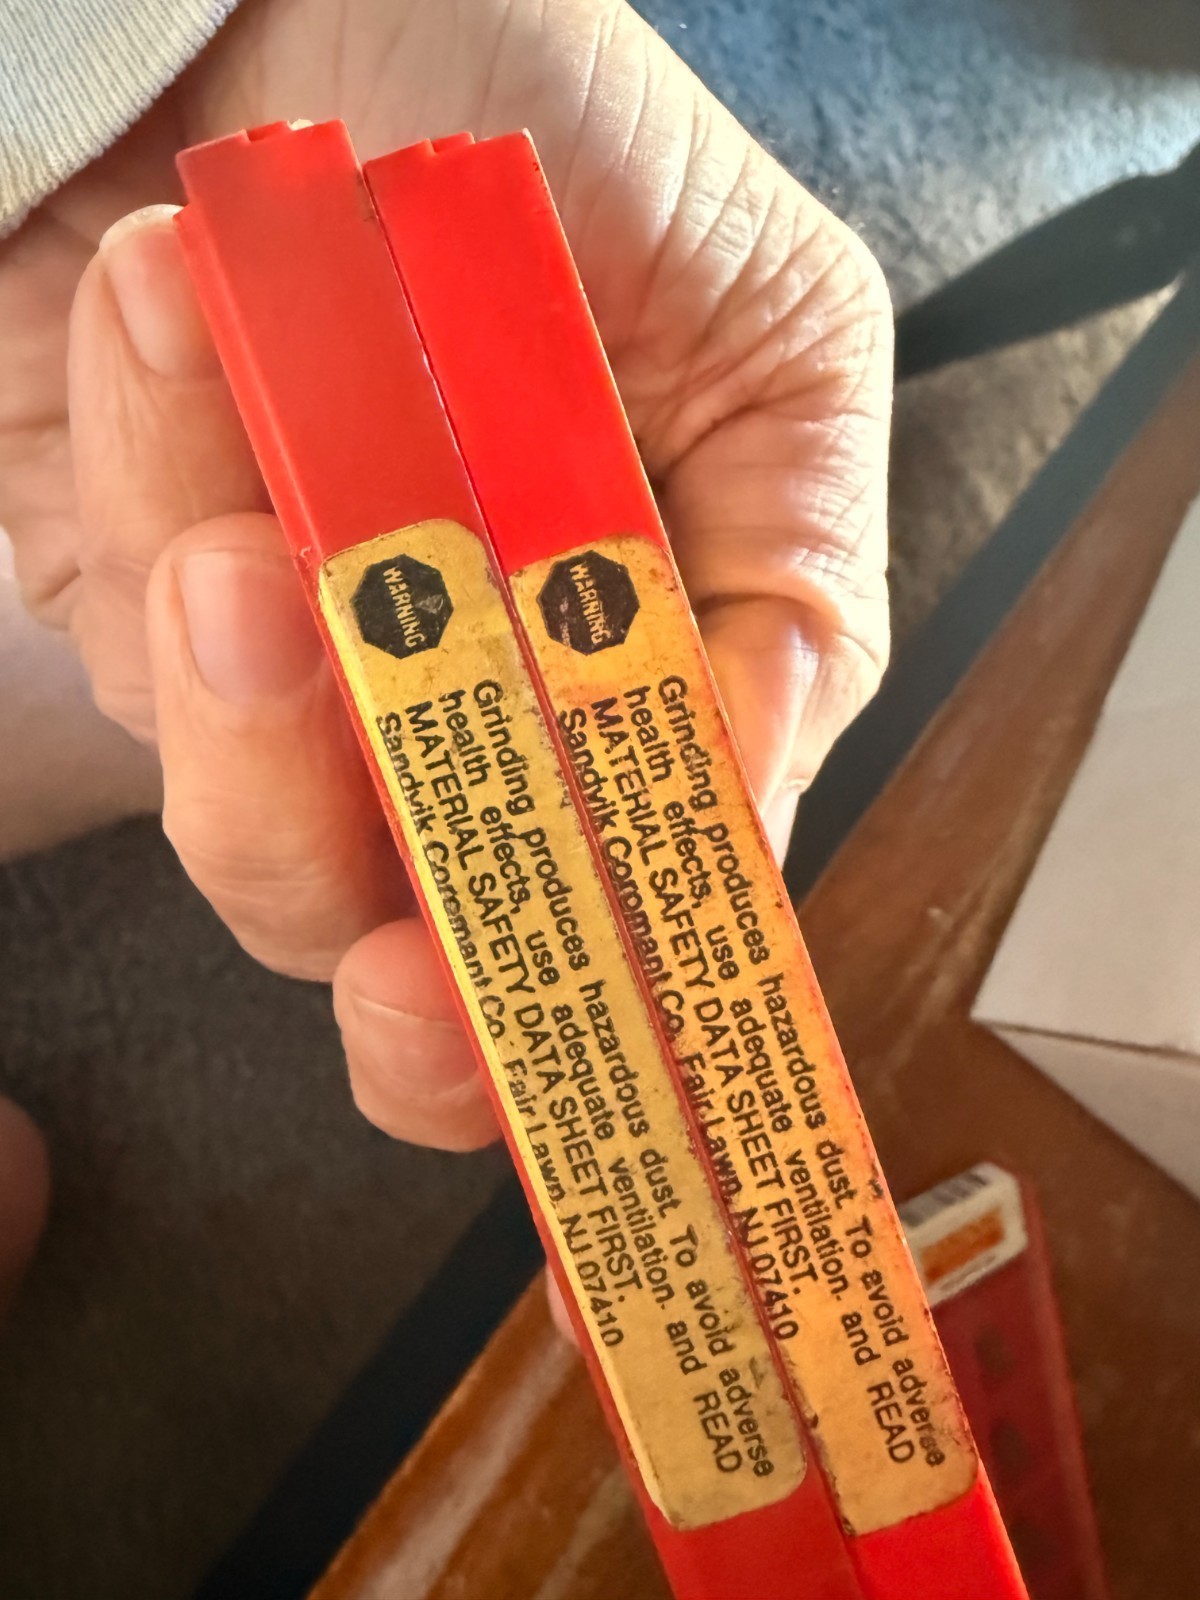 WARNING
Grinding produces hazardous dust. To avoid adverse
health effects, use adequate ventilation. and READ
MATERIAL SAFETY DATA SHEET FIRST.
Sandvik Coromant Co. Fair Lawn, NJ 07410
WARNING
Grinding produces hazardous dust. To avoid adverse
health effects, use adequate ventilation. and READ
MATERIAL SAFETY DATA SHEET FIRST.
Sandvik Coromant Co. Fair Lawn, NJ 07410